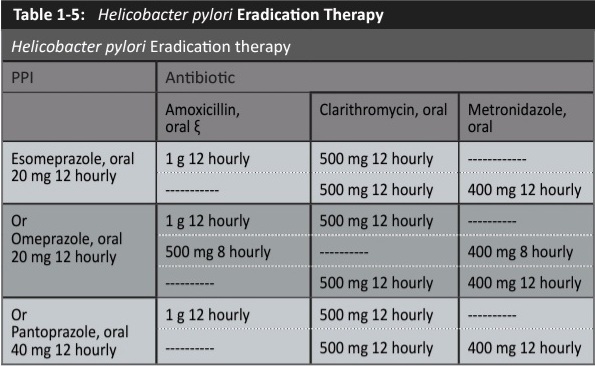 Table 1-5: Helicobacter pylori Eradication Therapy
Helicobacter pylori Eradication therapy
PPI Antibiotic
Amoxicillin, oral ξ Clarithromycin, oral Metronidazole, oral
Esomeprazole, oral 20 mg 12 hourly 1 g 12 hourly 500 mg 12 hourly ------------
----------- 500 mg 12 hourly 400 mg 12 hourly
Or Omeprazole, oral 20 mg 12 hourly 1 g 12 hourly 500 mg 12 hourly ----------
500 mg 8 hourly ---------- 400 mg 8 hourly
---------- 500 mg 12 hourly 400 mg 12 hourly
Or Pantoprazole, oral 40 mg 12 hourly 1 g 12 hourly 500 mg 12 hourly ----------
---------- 500 mg 12 hourly 400 mg 12 hourly